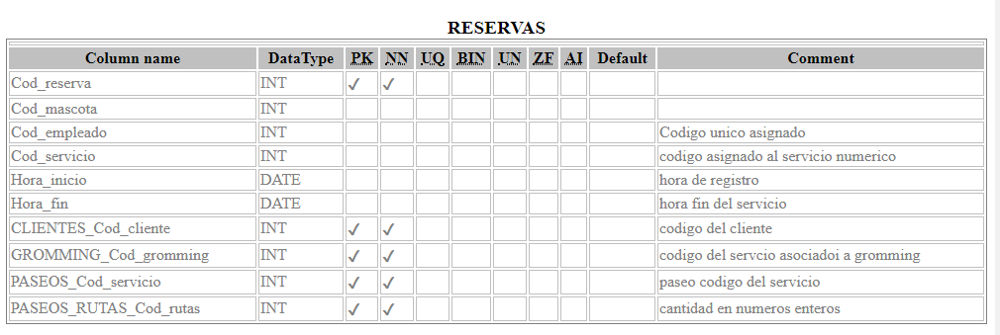 RESERVAS
Column name DataType PK NN UQ BIN UN ZF AI Default Comment
Cod_reserva INT ✓ ✓
Cod_mascota INT
Cod_empleado INT Codigo unico asignado
Cod_servicio INT codigo asignado al servicio numerico
Hora_inicio DATE hora de registro
Hora_fin DATE hora fin del servicio
CLIENTES_Cod_cliente INT ✓ ✓ codigo del cliente
GROMMING_Cod_gromming INT ✓ ✓ codigo del servcio asociadoi a gromming
PASEOS_Cod_servicio INT ✓ ✓ paseo codigo del servicio
PASEOS_RUTAS_Cod_rutas INT ✓ ✓ cantidad en numeros enteros